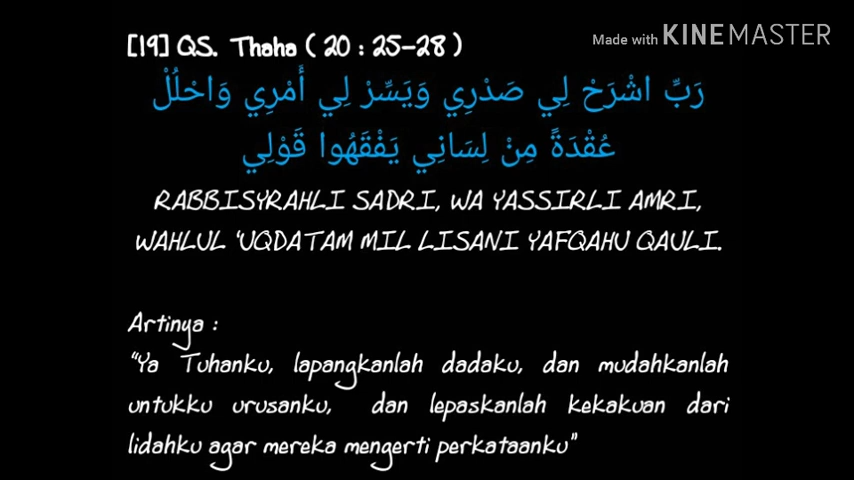 [19] QS. Thaha ( 20 : 25-28 )
Made with KINEMASTER
رَبِّ اشْرَحْ لِي صَدْرِي وَيَسِّرْ لِي أَمْرِي وَاحْلُلْ
عُقْدَةً مِنْ لِسَانِي يَفْقَهُوا قَوْلِي
RABBISYRAHLI SADRI, WA YASSIRLI AMRI,
WAHLUL 'UQDATAM MIL LISANI YAFQAHU QAULI.
Artinya :
"Ya Tuhanku, lapangkanlah dadaku, dan mudahkanlah
untukku urusanku, dan lepaskanlah kekakuan dari
lidahku agar mereka mengerti perkataanku"